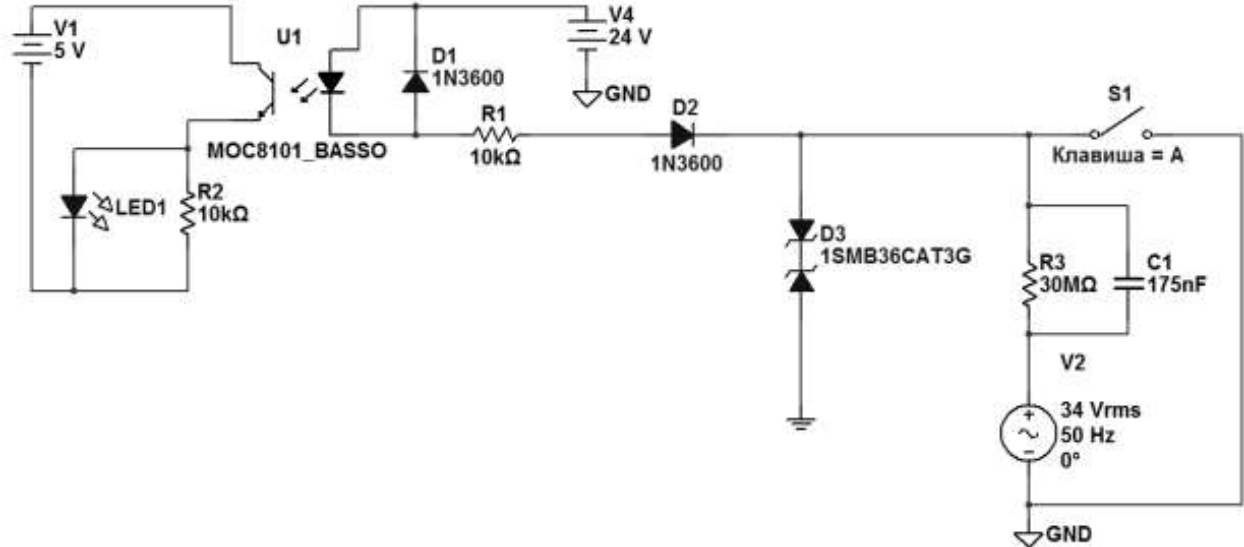 V1
5 V
U1
MOC8101_BASSO
LED1
R2
10kΩ
D1
1N3600
V4
24 V
GND
R1
10kΩ
D2
1N3600
S1
Клавиша = A
D3
1SMB36CAT3G
R3
30MΩ
C1
175nF
V2
34 Vrms
50 Hz
0°
GND